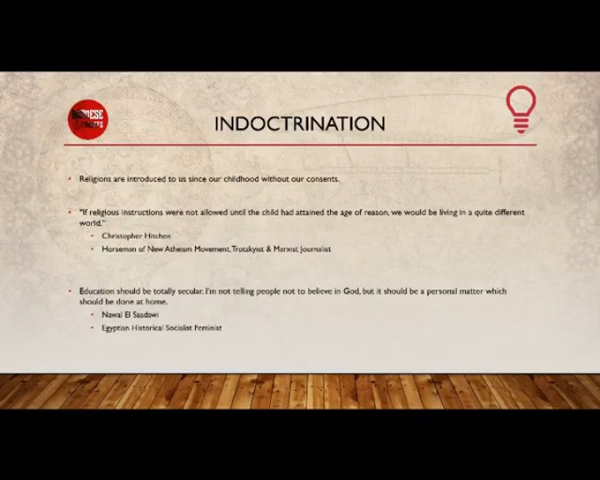 INDOCTRINATION
Religions are introduced to us since our childhood without our consents.
"If religious instructions were not allowed until the child had attained the age of reason, we would be living in a quite different
world."
Christopher Hitchen
Horseman of New Atheism Movement, Trotskyist & Marxist Journalist
Education should be totally secular. I'm not telling people not to believe in God, but it should be a personal matter which
should be done at home.
Nawal El Saadawi
Egyptian Historical Socialist Feminist